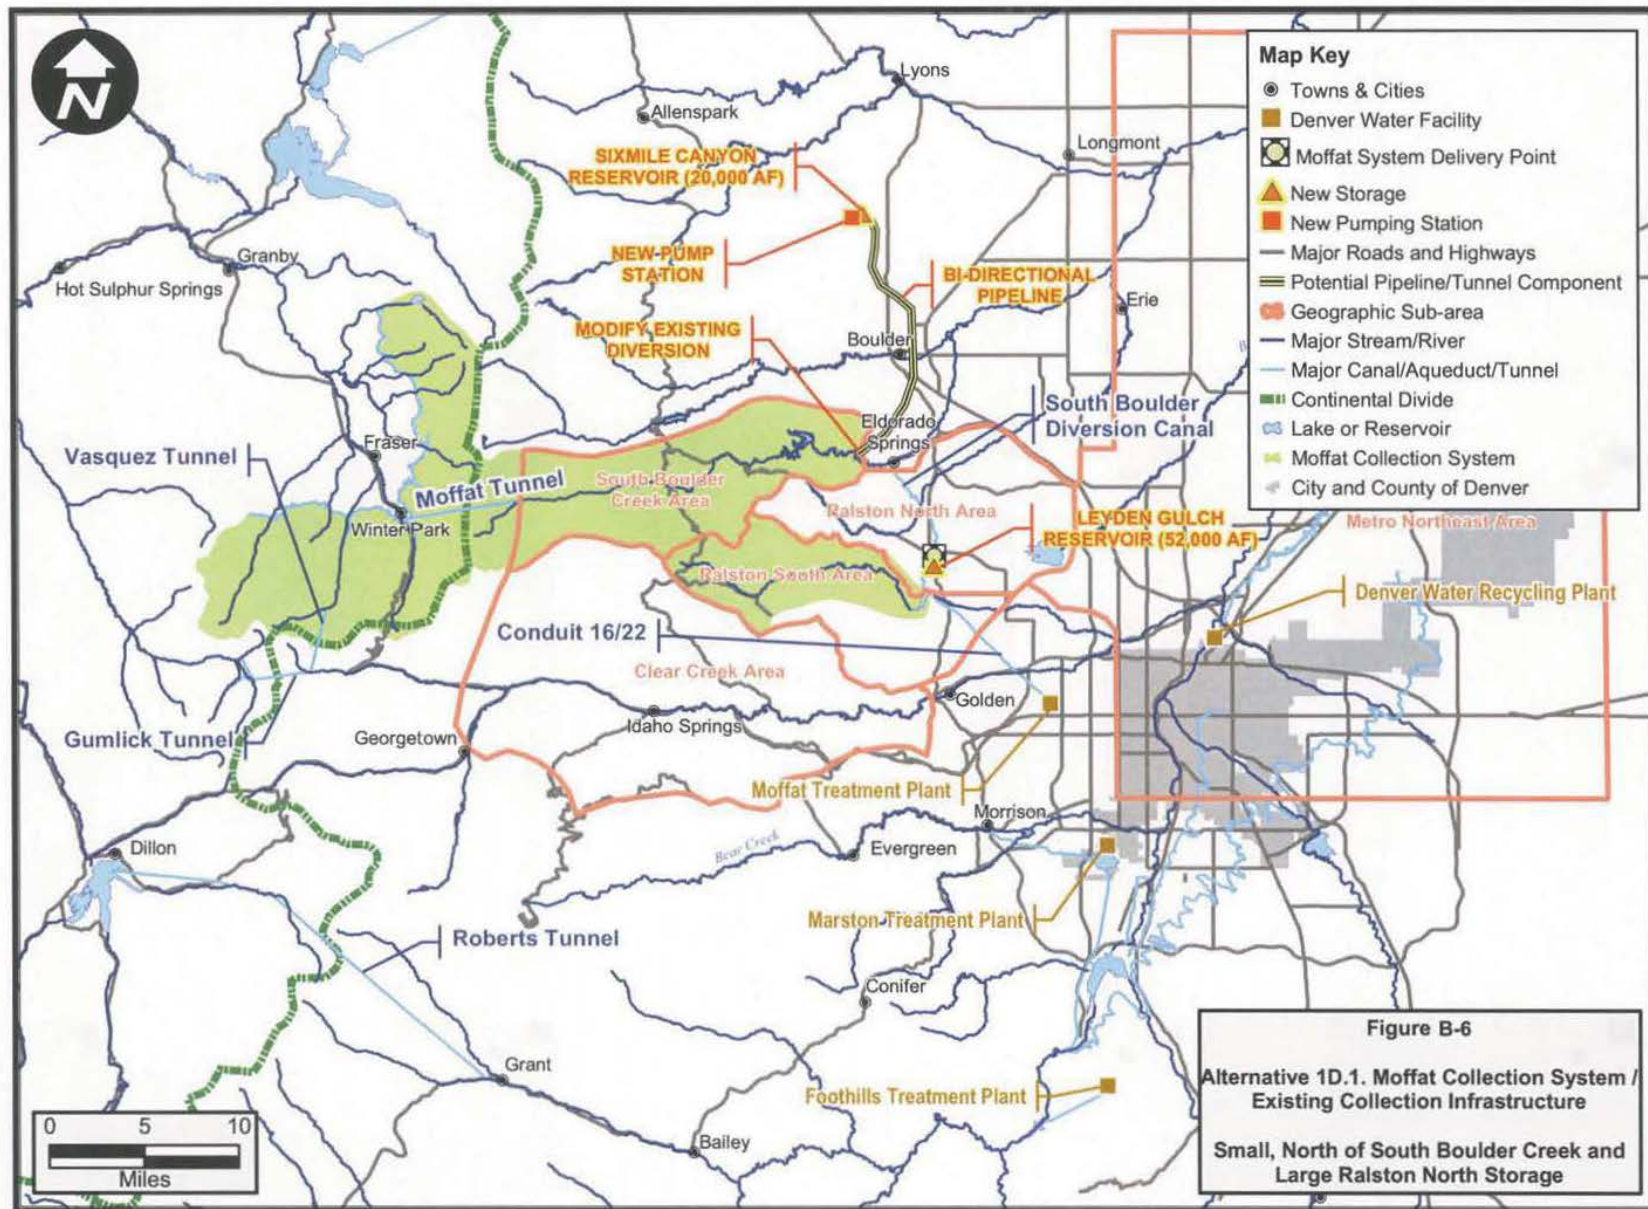 N
Lyons
Allenspark
Longmont
SIXMILE CANYON
RESERVOIR (20,000 AF)
NEW PUMP
STATION
Granby
Hot Sulphur Springs
BI-DIRECTIONAL
PIPELINE
Erie
MODIFY EXISTING
DIVERSION
Boulder
South Boulder
Diversion Canal
Eldorado
Springs
Vasquez Tunnel
Fraser
Moffat Tunnel
South Boulder
Creek Area
Winter Park
Ralston North Area
LEYDEN GULCH
RESERVOIR (52,000 AF)
Metro Northeast Area
Ralston South Area
Denver Water Recycling Plant
Conduit 16/22
Clear Creek Area
Golden
Idaho Springs
Gumlick Tunnel
Georgetown
Moffat Treatment Plant
Morrison
Dillon
Bear Creek
Evergreen
Marston Treatment Plant
Roberts Tunnel
Conifer
Grant
Foothills Treatment Plant
Bailey
Map Key
Towns & Cities
Denver Water Facility
Moffat System Delivery Point
New Storage
New Pumping Station
Major Roads and Highways
Potential Pipeline/Tunnel Component
Geographic Sub-area
Major Stream/River
Major Canal/Aqueduct/Tunnel
Continental Divide
Lake or Reservoir
Moffat Collection System
City and County of Denver
0 5 10
Miles
Figure B-6
Alternative 1D.1. Moffat Collection System /
Existing Collection Infrastructure
Small, North of South Boulder Creek and
Large Ralston North Storage